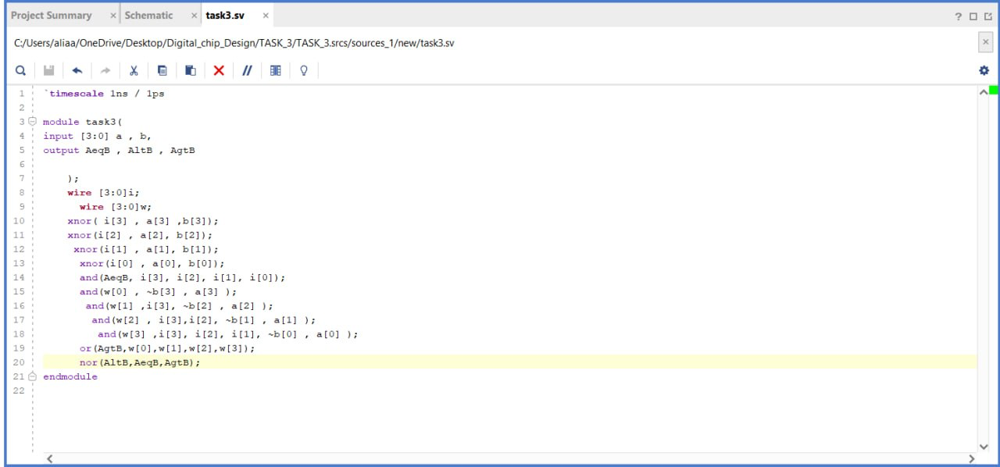 Project Summary × Schematic × task3.sv × ?
C:/Users/aliaa/OneDrive/Desktop/Digital_chip_Design/TASK_3/TASK_3.srcs/sources_1/new/task3.sv ×
//
1 `timescale 1ns / 1ps
2
3 module task3(
4 input [3:0] a , b,
5 output AeqB , AltB , AgtB
6
7 );
8 wire [3:0]i;
9 wire [3:0]w;
10 xnor( i[3] , a[3] ,b[3]);
11 xnor(i[2] , a[2], b[2]);
12 xnor(i[1] , a[1], b[1]);
13 xnor(i[0] , a[0], b[0]);
14 and(AeqB, i[3], i[2], i[1], i[0]);
15 and(w[0] , ~b[3] , a[3] );
16 and(w[1] ,i[3], ~b[2] , a[2] );
17 and(w[2] , i[3],i[2], ~b[1] , a[1] );
18 and(w[3] ,i[3], i[2], i[1], ~b[0] , a[0] );
19 or(AgtB,w[0],w[1],w[2],w[3]);
20 nor(AltB,AeqB,AgtB);
21 endmodule
22